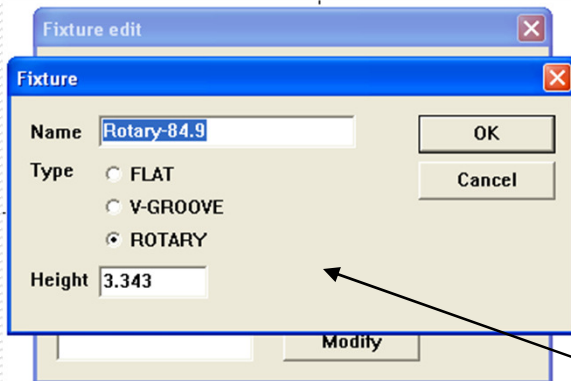 Fixture edit
Fixture
Name Rotary-84.9 OK
Type FLAT Cancel
V-GROOVE
ROTARY
Height 3.343
Modify